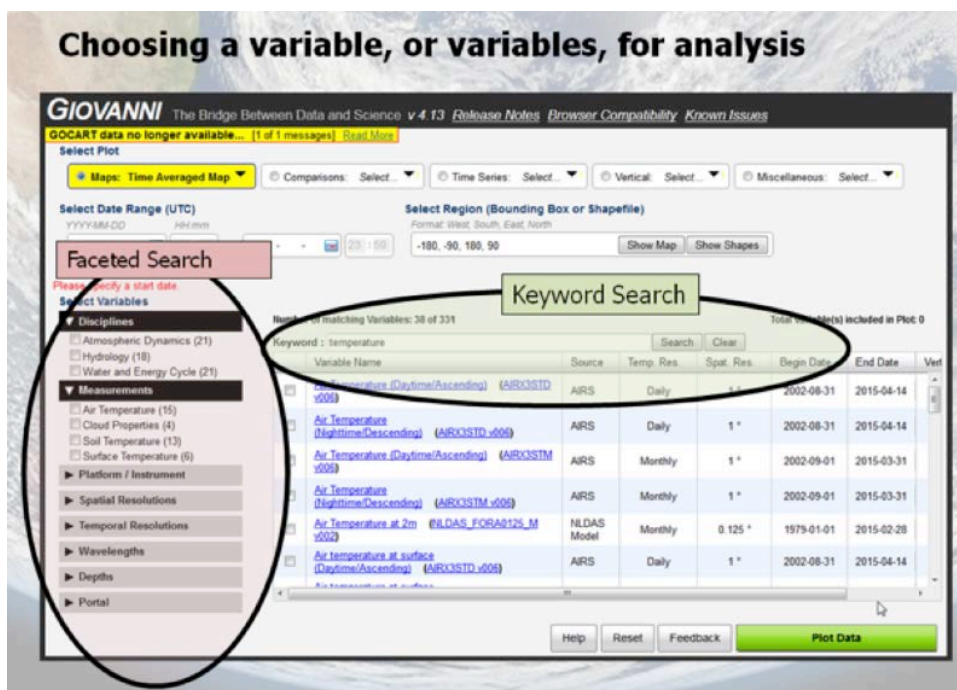 Choosing a variable, or variables, for analysis
GIOVANNI The Bridge Between Data and Science v 4.13 Release Notes Browser Compatibility Known Issues
GOCART data no longer available... [1 of 1 messages] Read More
Select Plot
Maps: Time Averaged Map Comparisons: Select... Time Series: Select... Vertical: Select... Miscellaneous: Select...
Select Date Range (UTC) Select Region (Bounding Box or Shapefile)
YYYY-MM-DD HH:mm Format: West, South, East, North
- - 23 : 59 -180, -90, 180, 90 Show Map Show Shapes
Faceted Search
Please specify a start date.
Keyword Search
Select Variables
Disciplines
Atmospheric Dynamics (21)
Hydrology (18)
Water and Energy Cycle (21)
Measurements
Air Temperature (15)
Cloud Properties (4)
Soil Temperature (13)
Surface Temperature (6)
Platform / Instrument
Spatial Resolutions
Temporal Resolutions
Wavelengths
Depths
Portal
Number of matching Variables: 38 of 331 Total Variable(s) included in Plot: 0
Keyword : temperature Search Clear
Variable Name Source Temp. Res. Spat. Res. Begin Date End Date Vert
Air Temperature (Daytime/Ascending) (AIRX3STD
v006) AIRS Daily 1 ° 2002-08-31 2015-04-14
Air Temperature
(Nighttime/Descending) (AIRX3STD v006) AIRS Daily 1 ° 2002-08-31 2015-04-14
Air Temperature (Daytime/Ascending) (AIRX3STM
v006) AIRS Monthly 1 ° 2002-09-01 2015-03-31
Air Temperature
(Nighttime/Descending) (AIRX3STM v006) AIRS Monthly 1 ° 2002-09-01 2015-03-31
Air Temperature at 2m (NLDAS_FORA0125_M
v002) NLDAS Model Monthly 0.125 ° 1979-01-01 2015-02-28
Air temperature at surface
(Daytime/Ascending) (AIRX3STD v006) AIRS Daily 1 ° 2002-08-31 2015-04-14
Air temperature at surface
Help Reset Feedback Plot Data